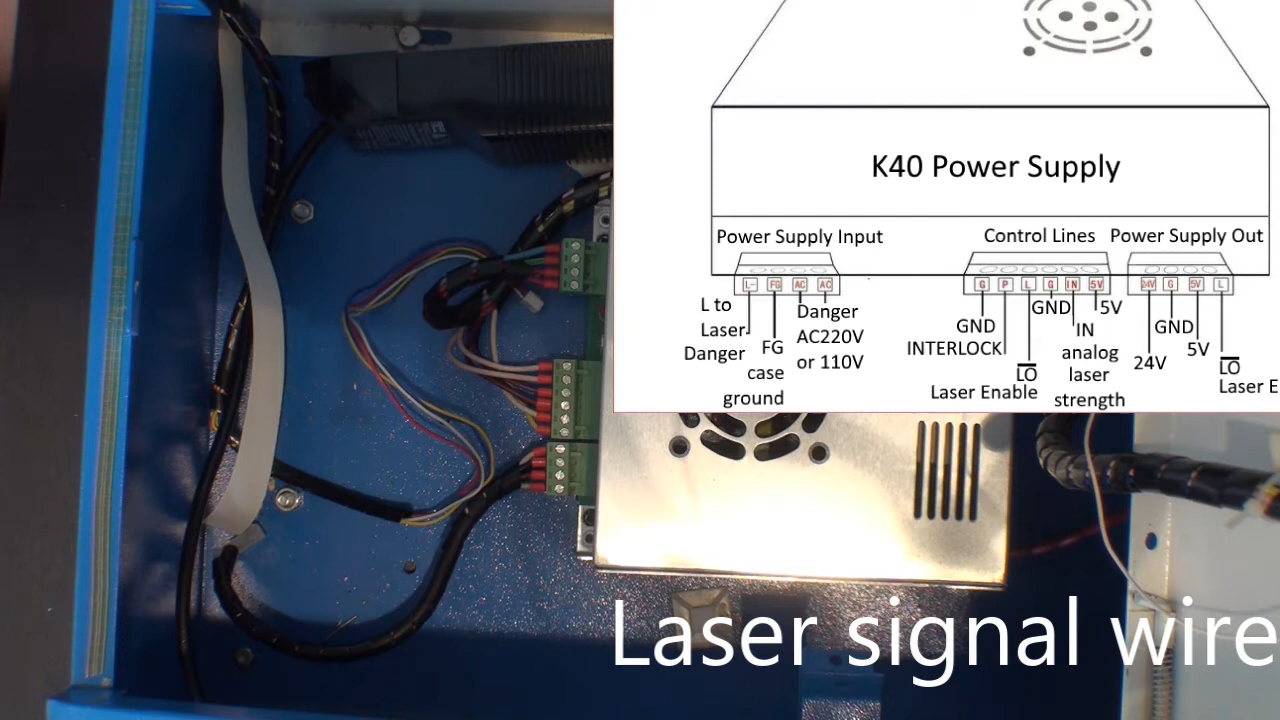 K40 Power Supply
Power Supply Input
Control Lines
Power Supply Out
L-
FG
AC
AC
G
P
L
G
IN
5V
24V
G
5V
L
L to
Laser
Danger
FG
case
ground
Danger
AC220V
or 110V
GND
INTERLOCK
LO
Laser Enable
GND
5V
IN
analog
laser
strength
24V
GND
5V
LO
Laser E
Laser signal wire